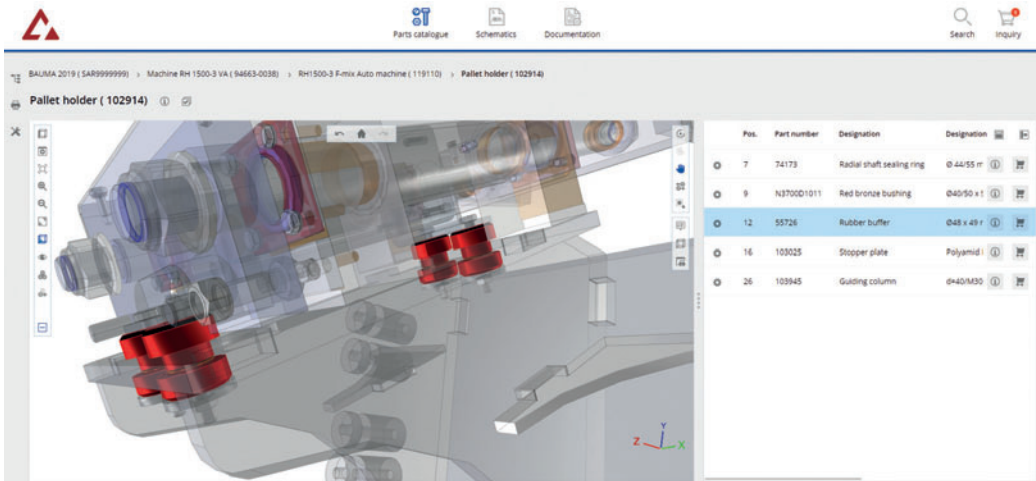 Parts catalogue Schematics Documentation Search Inquiry
BAUMA 2019 ( SAR9999999) > Machine RH 1500-3 VA ( 94663-0038) > RH1500-3 F-mix Auto machine ( 119110) > Pallet holder ( 102914)
Pallet holder ( 102914)
Pos. Part number Designation Designation
7 74173 Radial shaft sealing ring Ø 44/55 m
9 N3700D1011 Red bronze bushing Ø40/50 x
12 55726 Rubber buffer Ø48 x 49 r
16 103025 Stopper plate Polyamid
26 103945 Guiding column d=40/M30
Y
Z X